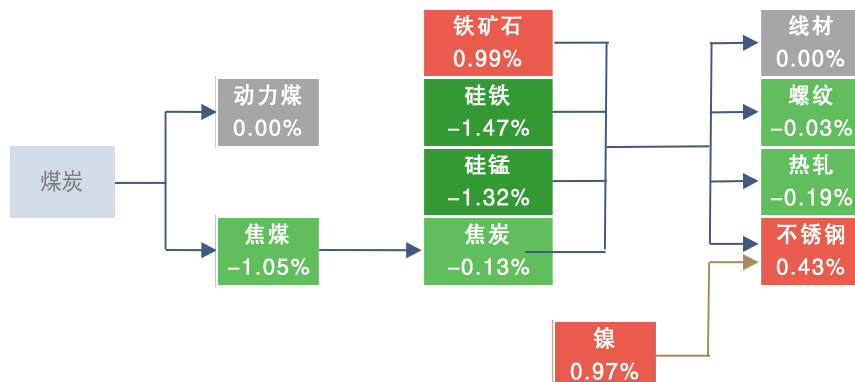 铁矿石
0.99%
线材
0.00%
动力煤
0.00%
硅铁
-1.47%
螺纹
-0.03%
煤炭
硅锰
-1.32%
热轧
-0.19%
焦煤
-1.05%
焦炭
-0.13%
不锈钢
0.43%
镍
0.97%